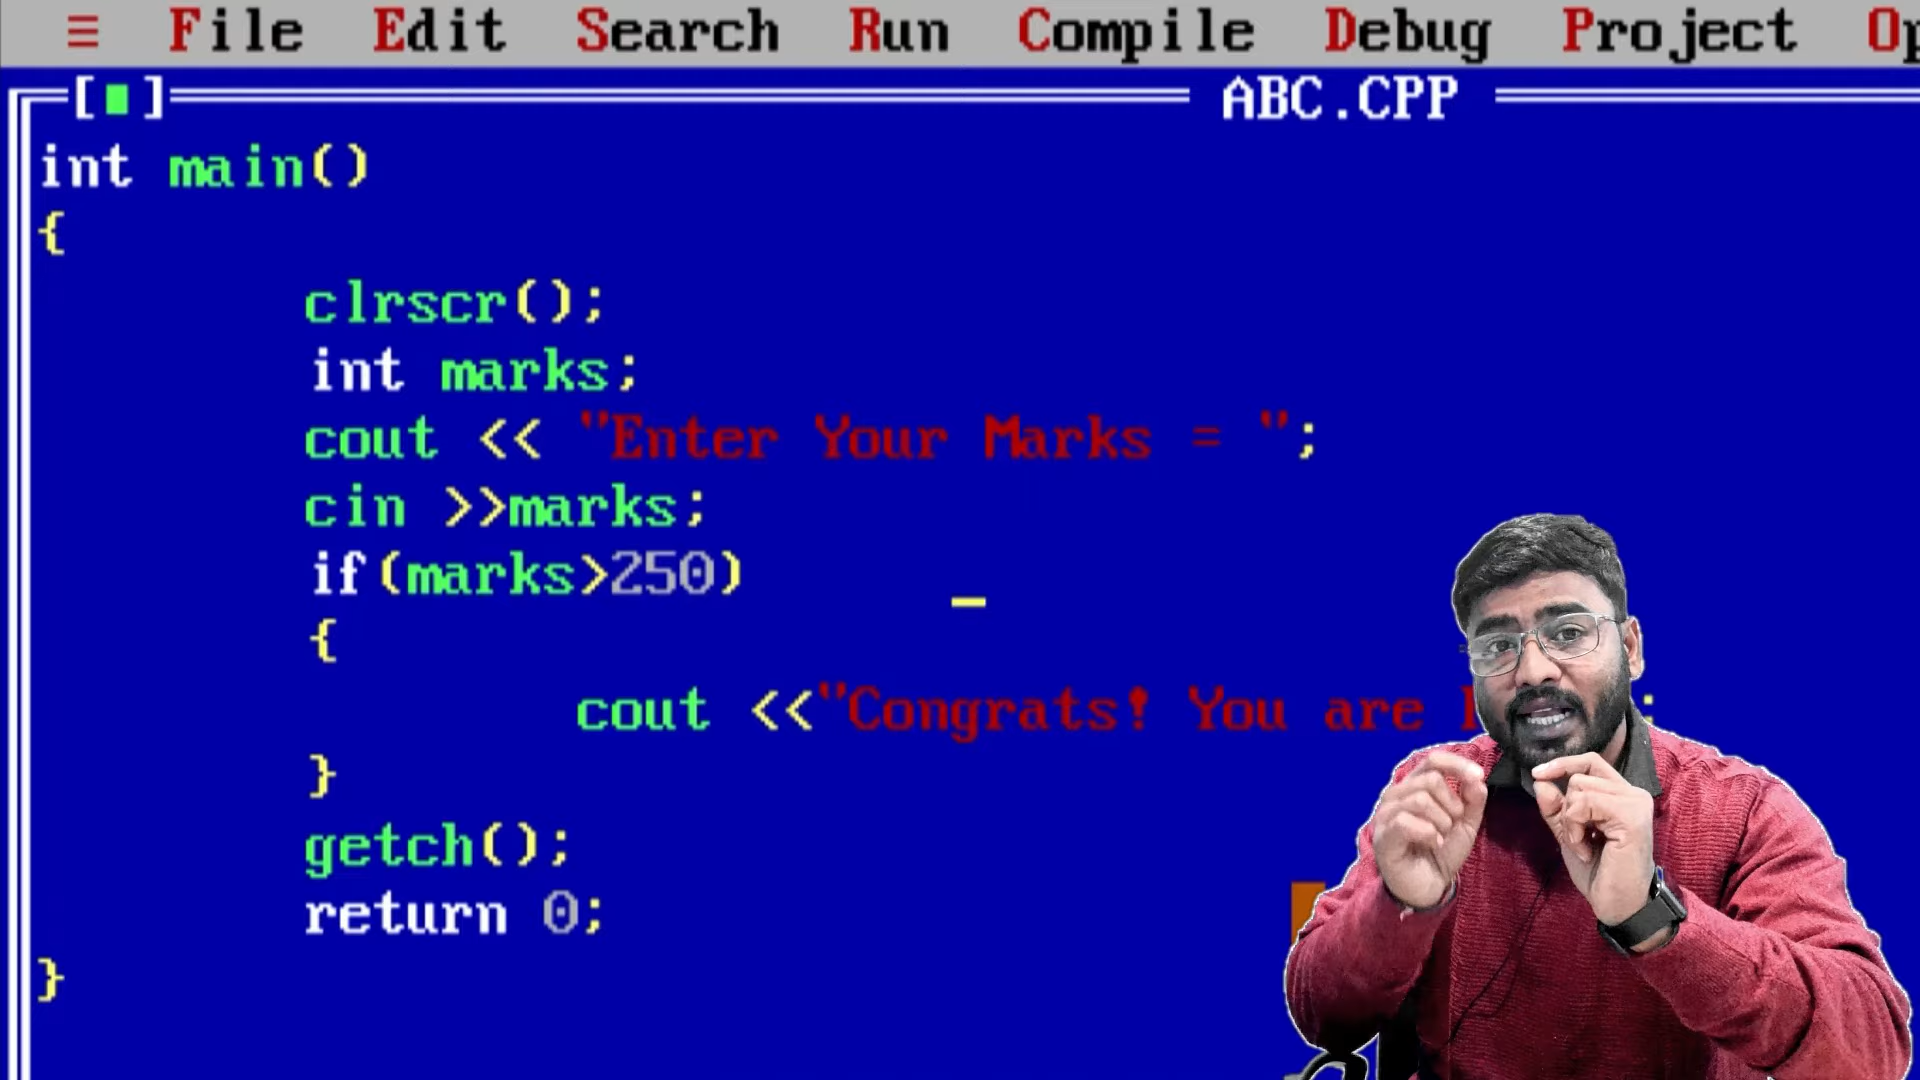 ≡ File Edit Search Run Compile Debug Project
[■] ABC.CPP
int main()
{
clrscr();
int marks;
cout << "Enter Your Marks = ";
cin >>marks;
if(marks>250)
{
cout <<"Congrats! You are ;
}
getch();
return 0;
}